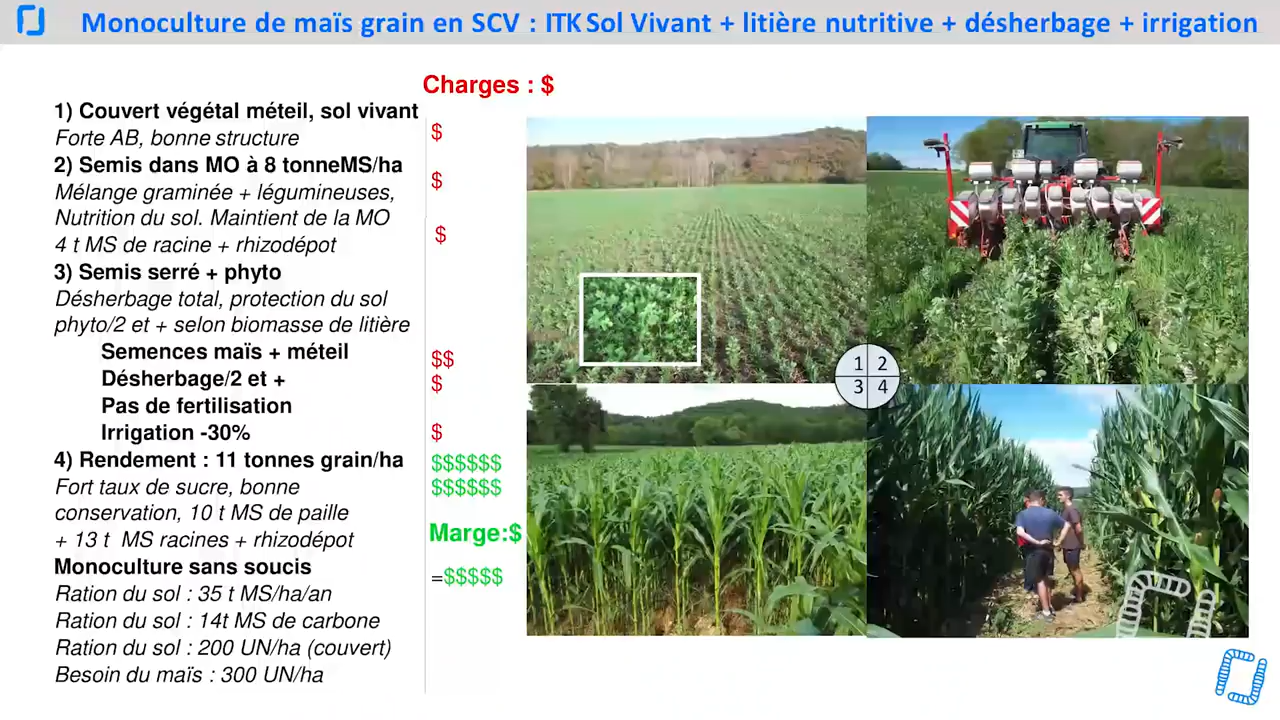 Monoculture de maïs grain en SCV : ITK Sol Vivant + litière nutritive + désherbage + irrigation
Charges : $
1) Couvert végétal méteil, sol vivant
$
Forte AB, bonne structure
2) Semis dans MO à 8 tonneMS/ha
$
Mélange graminée + légumineuses,
Nutrition du sol. Maintient de la MO
$
4 t MS de racine + rhizodépot
3) Semis serré + phyto
Désherbage total, protection du sol
phyto/2 et + selon biomasse de litière
Semences maïs + méteil
$$
Désherbage/2 et +
$
Pas de fertilisation
Irrigation -30%
$
4) Rendement : 11 tonnes grain/ha
$$$$$$
Fort taux de sucre, bonne
$$$$$$
conservation, 10 t MS de paille
+ 13 t MS racines + rhizodépot
Marge:$
Monoculture sans soucis
=$$$$$
Ration du sol : 35 t MS/ha/an
Ration du sol : 14t MS de carbone
Ration du sol : 200 UN/ha (couvert)
Besoin du maïs : 300 UN/ha
1 2
3 4